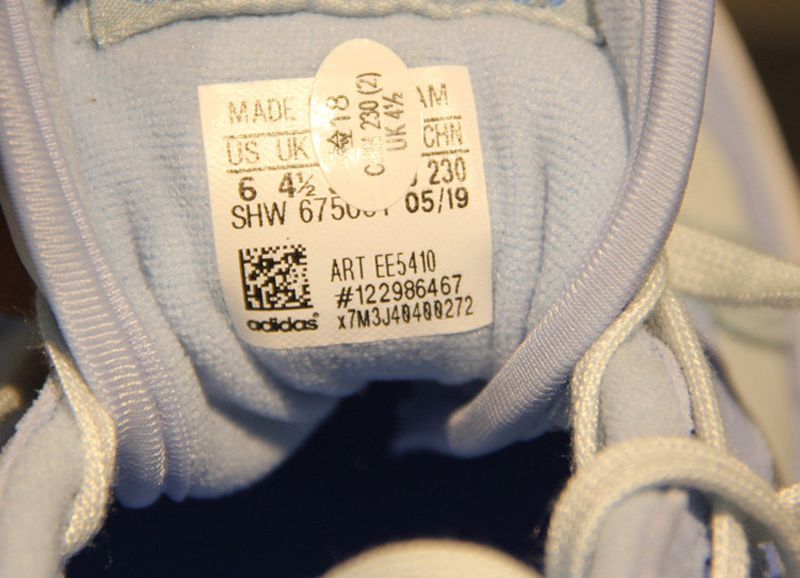 MADE AM
US UK CHN
6 4½ 230
SHW 05/19
ART EE5410
#122986467
adidas
x7M3J40400272
18
230 (2)
UK 4½